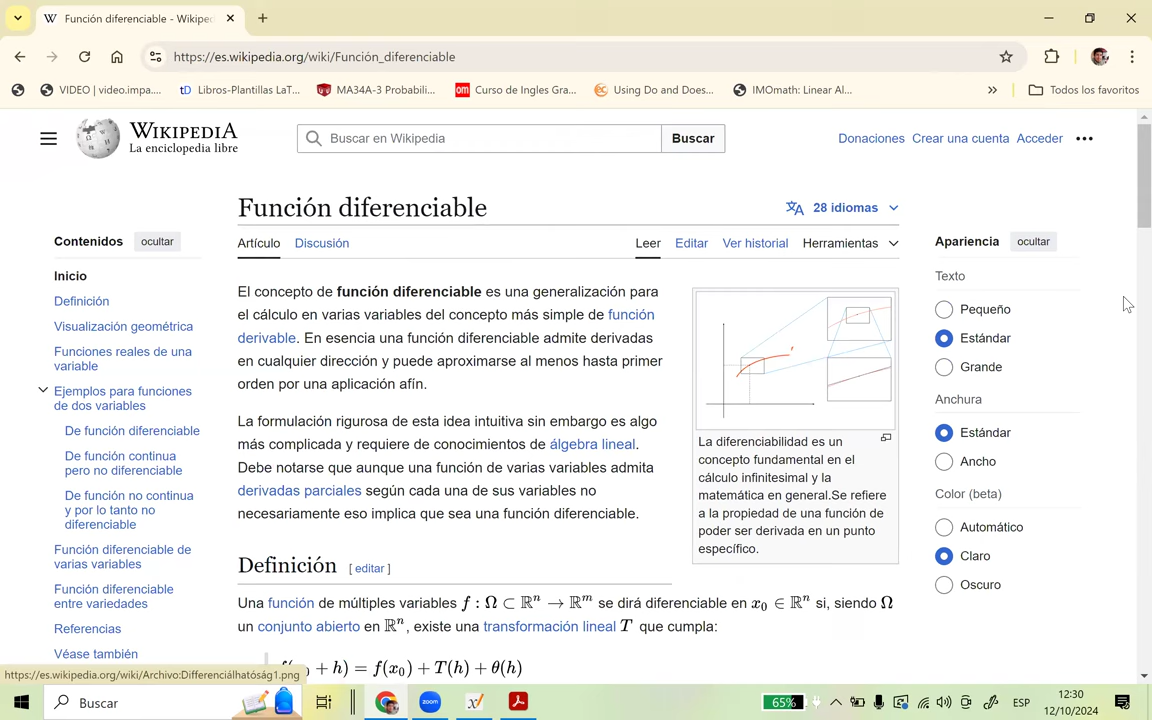 Función diferenciable - Wikipe
https://es.wikipedia.org/wiki/Función_diferenciable
VIDEO | video.impa....
tD Libros-Plantillas LaT...
MA34A-3 Probabili...
om Curso de Ingles Gra...
ec Using Do and Does...
IMOmath: Linear Al...
Todos los favoritos
WIKIPEDIA
La enciclopedia libre
Buscar en Wikipedia
Buscar
Donaciones Crear una cuenta Acceder
Función diferenciable
28 idiomas
Artículo Discusión
Leer Editar Ver historial Herramientas
Contenidos ocultar
Inicio
Definición
Visualización geométrica
Funciones reales de una
variable
Ejemplos para funciones
de dos variables
De función diferenciable
De función continua
pero no diferenciable
De función no continua
y por lo tanto no
diferenciable
Función diferenciable de
varias variables
Función diferenciable
entre variedades
Referencias
Véase también
El concepto de función diferenciable es una generalización para
el cálculo en varias variables del concepto más simple de función
derivable. En esencia una función diferenciable admite derivadas
en cualquier dirección y puede aproximarse al menos hasta primer
orden por una aplicación afín.
La formulación rigurosa de esta idea intuitiva sin embargo es algo
más complicada y requiere de conocimientos de álgebra lineal.
Debe notarse que aunque una función de varias variables admita
derivadas parciales según cada una de sus variables no
necesariamente eso implica que sea una función diferenciable.
La diferenciabilidad es un
concepto fundamental en el
cálculo infinitesimal y la
matemática en general.Se refiere
a la propiedad de una función de
poder ser derivada en un punto
específico.
Definición [ editar ]
Una función de múltiples variables f : Ω ⊂ ℝⁿ → ℝᵐ se dirá diferenciable en x₀ ∈ ℝⁿ si, siendo Ω
un conjunto abierto en ℝⁿ, existe una transformación lineal T que cumpla:
+ h) = f(x₀) + T(h) + θ(h)
Apariencia ocultar
Texto
Pequeño
Estándar
Grande
Anchura
Estándar
Ancho
Color (beta)
Automático
Claro
Oscuro
https://es.wikipedia.org/wiki/Archivo:Differenciálhatóság1.png
Buscar
zoom
65%
ESP
12:30
12/10/2024